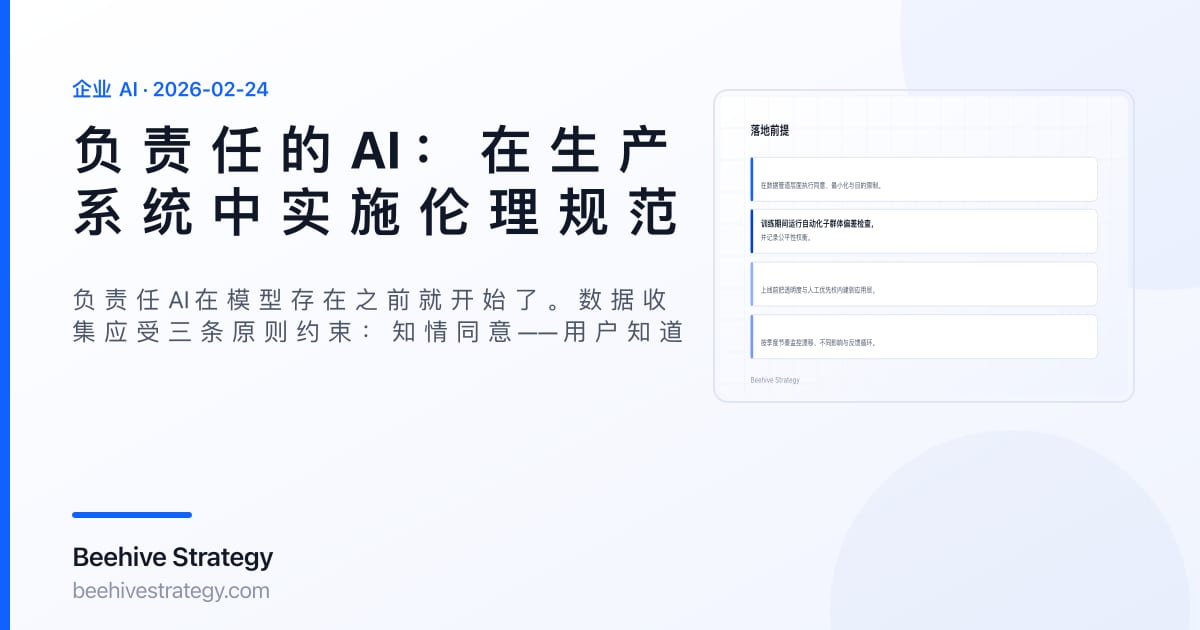 企业 AI · 2026-02-24
负责任的AI：在生产
系统中实施伦理规范
负责任AI在模型存在之前就开始了。数据收
集应受三条原则约束：知情同意——用户知道
落地前提
在数据管道层面执行同意、最小化与目的限制。
训练期间运行自动化子群体偏差检查，
并记录公平性权衡。
上线前把透明度与人工优先权内建到应用层。
按季度节奏监控漂移、不同影响与反馈循环。
Beehive Strategy
Beehive Strategy
beehivestrategy.com